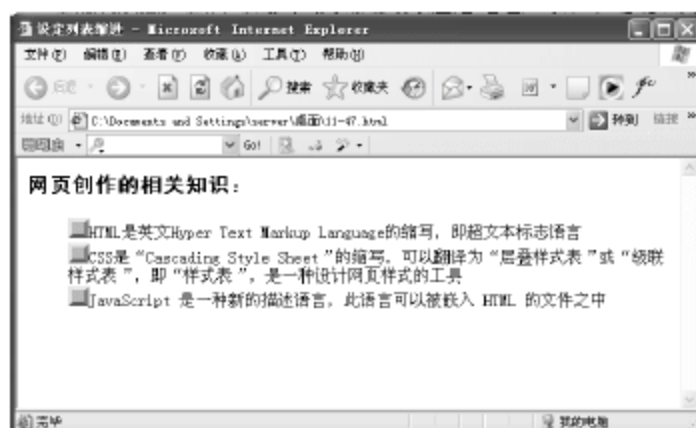 设定列表缩进 - Microsoft Internet Explorer
文件(F) 编辑(E) 查看(V) 收藏(A) 工具(T) 帮助(H)
后退 搜索 收藏夹
地址(D) C:\Documents and Settings\server\桌面\11-47.html 转到 链接
Go!
网页创作的相关知识:
HTML是英文Hyper Text Markup Language的缩写,即超文本标志语言
CSS是“Cascading Style Sheet”的缩写,可以翻译为“层叠样式表”或“级联
样式表”,即“样式表”,是一种设计网页样式的工具
JavaScript 是一种新的描述语言,此语言可以被嵌入 HTML 的文件之中
完毕 我的电脑